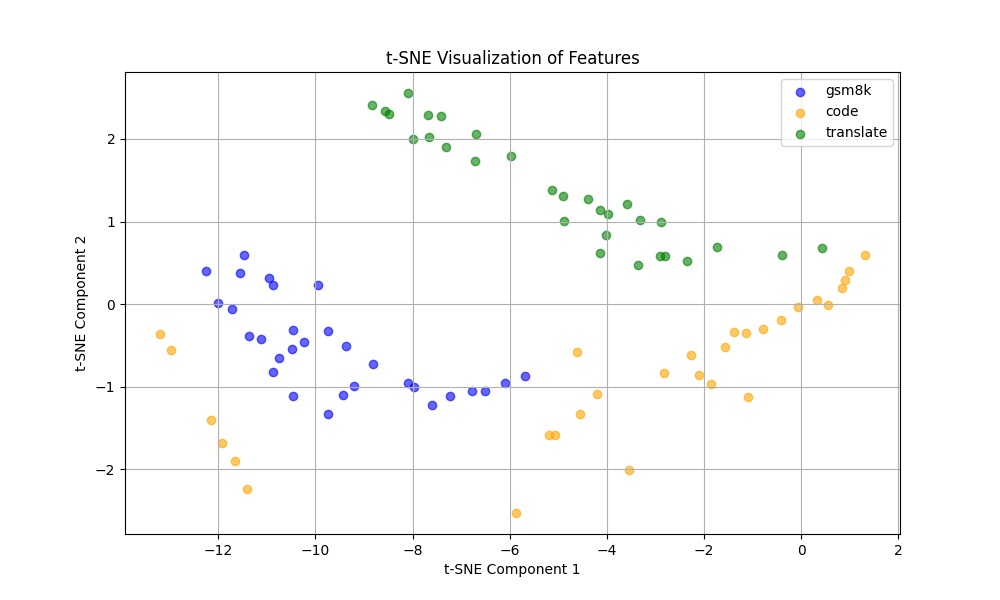 t-SNE Visualization of Features
gsm8k
code
translate
2
1
0
−1
−2
t-SNE Component 2
−12
−10
−8
−6
−4
−2
0
2
t-SNE Component 1